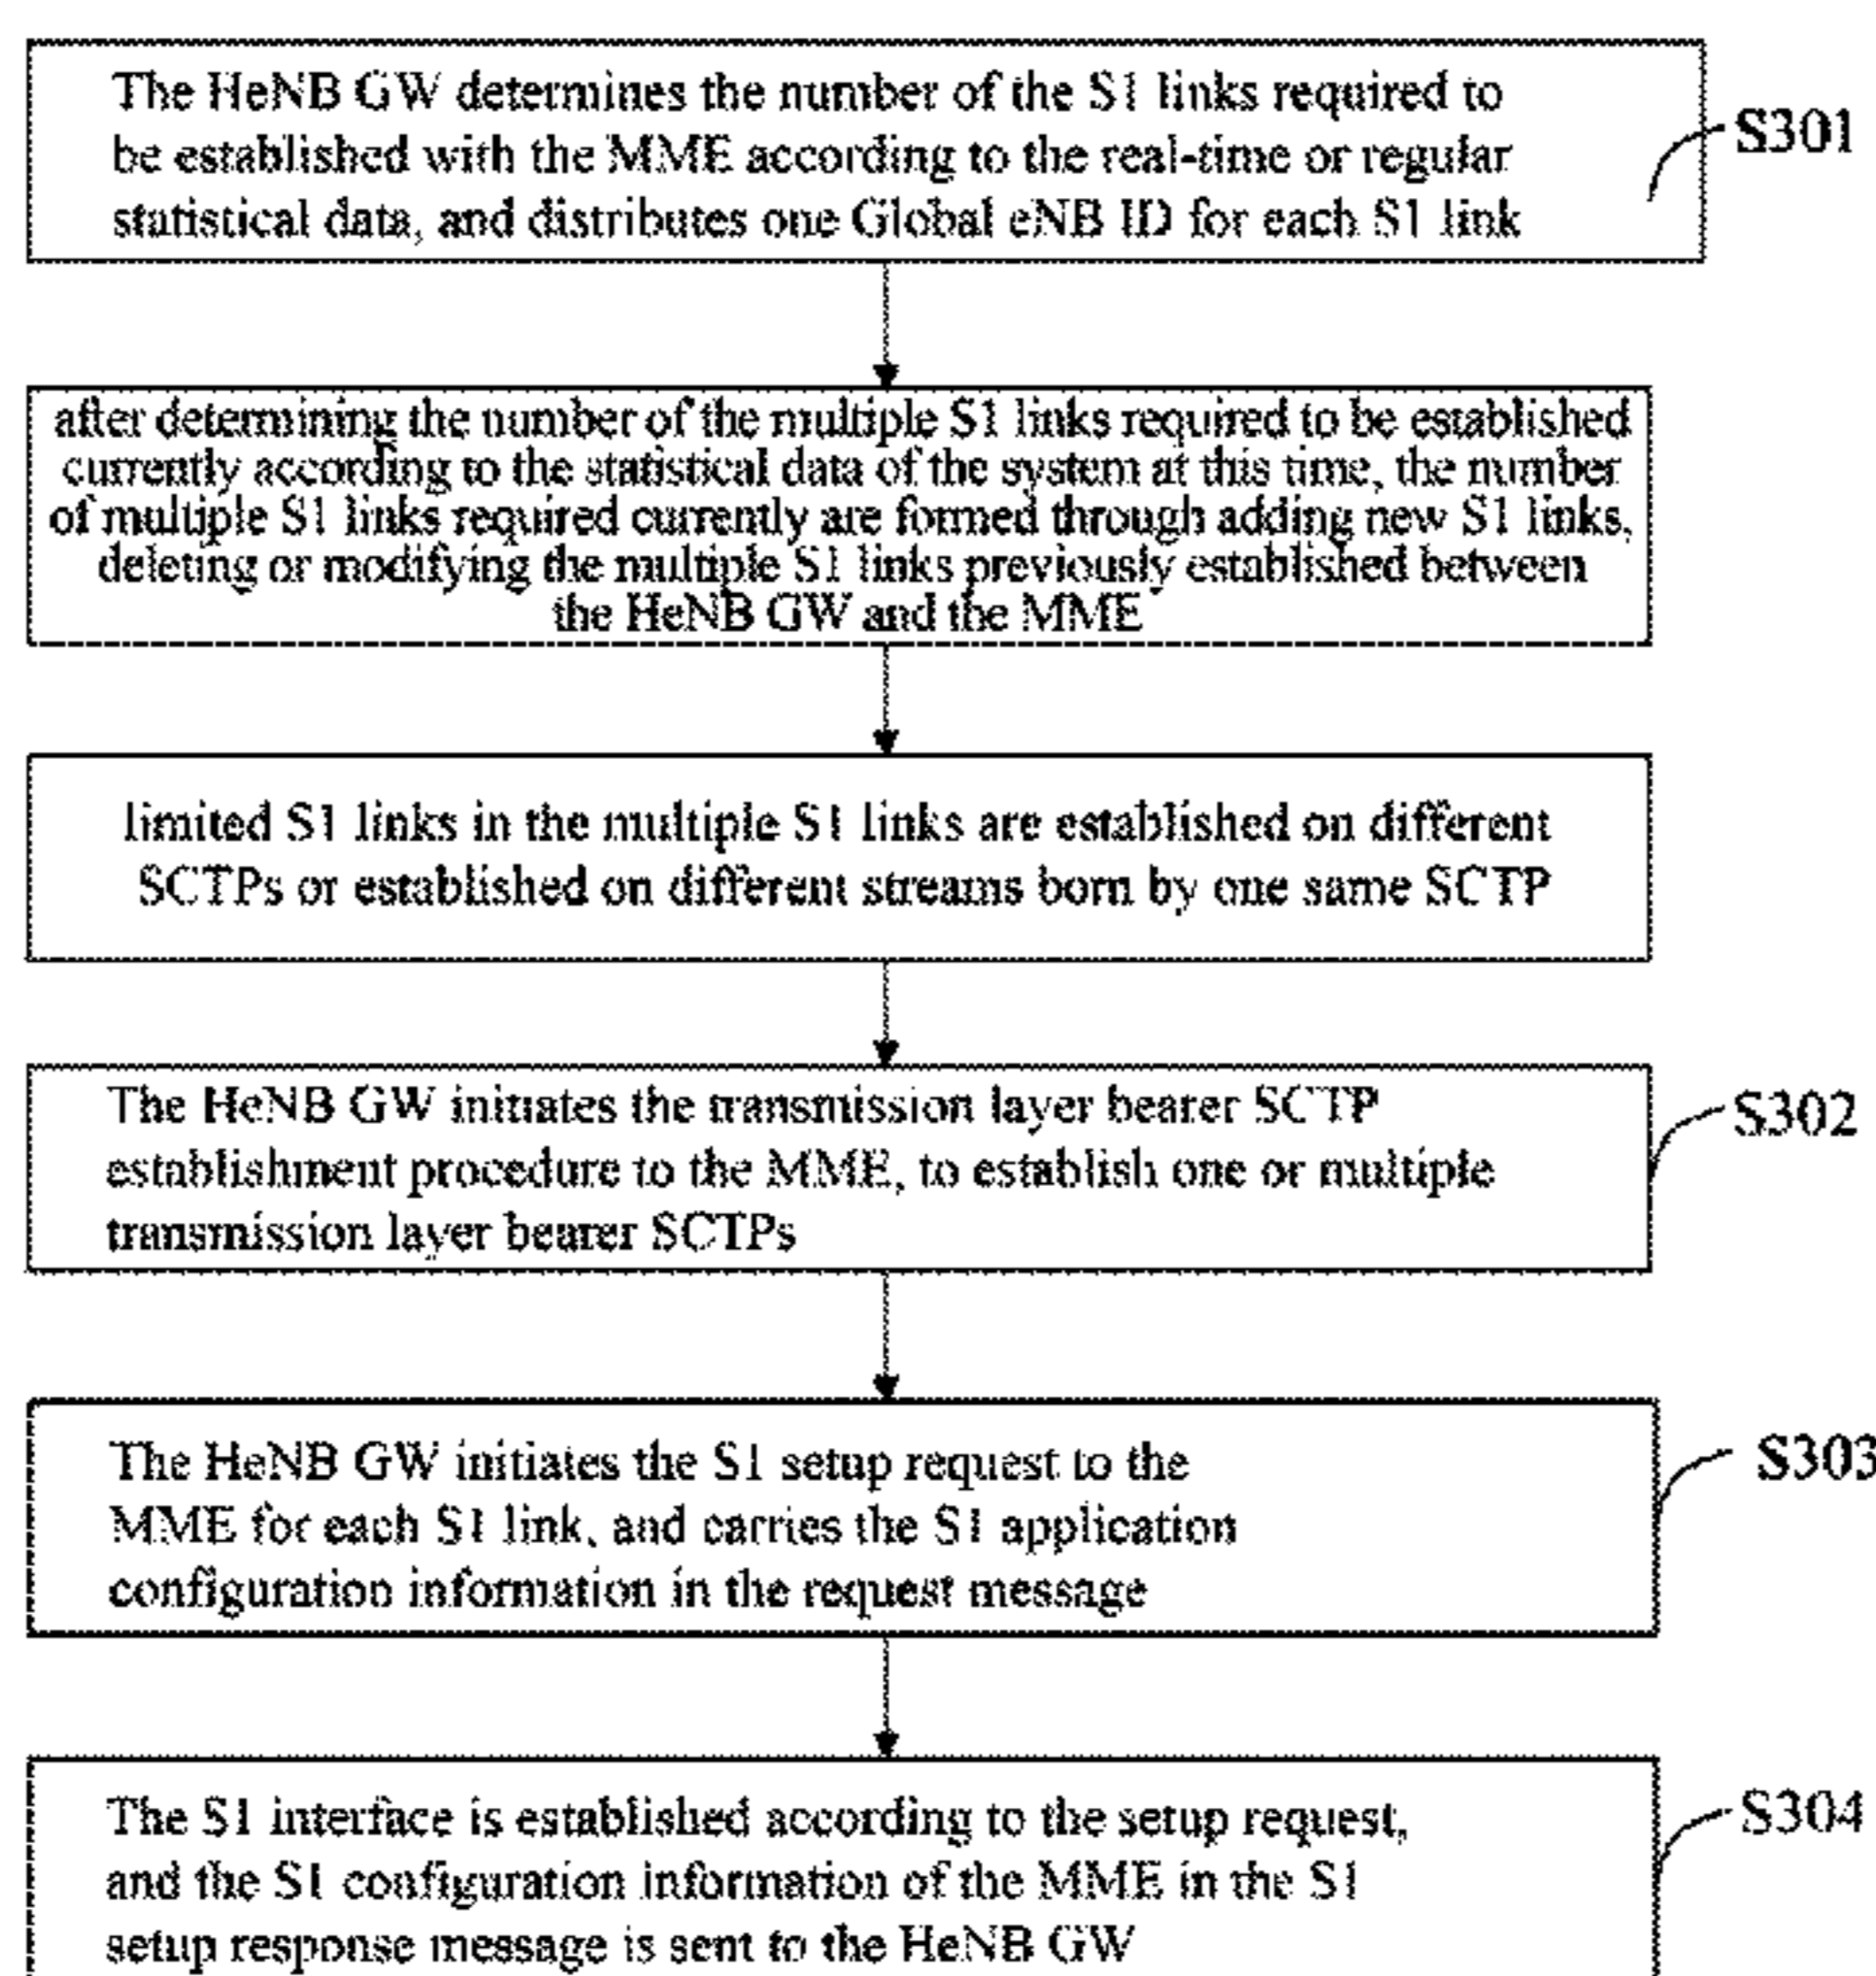 The HeNB GW determines the number of the S1 links required to
be established with the MME according to the real-time or regular
statistical data, and distributes one Global eNB ID for each S1 link
S301
after determining the number of the multiple S1 links required to be established
currently according to the statistical data of the system at this time, the number
of multiple S1 links required currently are formed through adding new S1 links,
deleting or modifying the multiple S1 links previously established between
the HeNB GW and the MME
limited S1 links in the multiple S1 links are established on different
SCTPs or established on different streams born by one same SCTP
The HeNB GW initiates the transmission layer bearer SCTP
establishment procedure to the MME, to establish one or multiple
transmission layer bearer SCTPs
S302
The HeNB GW initiates the S1 setup request to the
MME for each S1 link, and carries the S1 application
configuration information in the request message
S303
The S1 interface is established according to the setup request,
and the S1 configuration information of the MME in the S1
setup response message is sent to the HeNB GW
S304